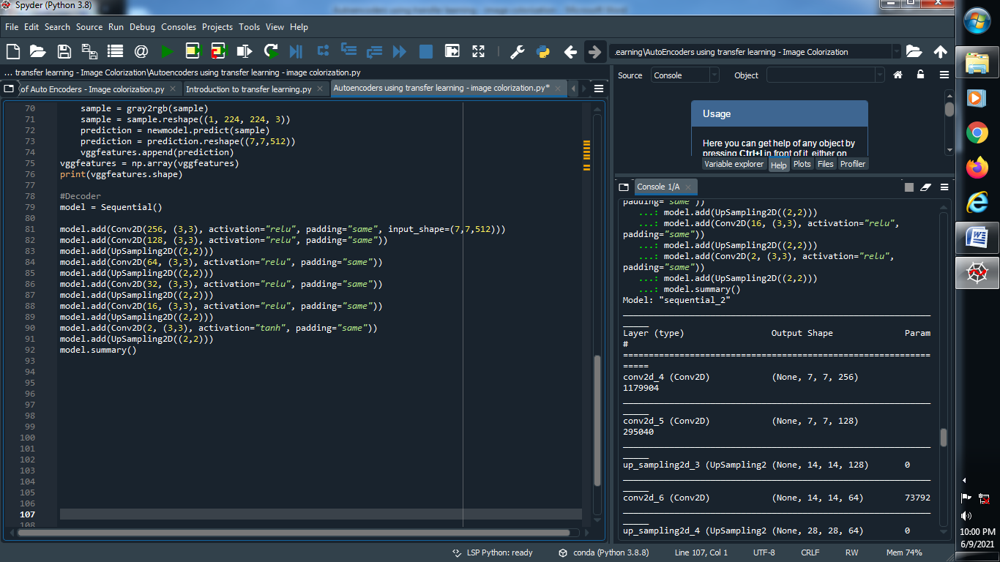 Spyder (Python 3.8)
File Edit Search Source Run Debug Consoles Projects Tools View Help
.earning\AutoEncoders using transfer learning - Image Colorization
... transfer learning - Image Colorization\Autoencoders using transfer learning - image colorization.py
of Auto Encoders - Image colorization.py
Introduction to transfer learning.py
Autoencoders using transfer learning - image colorization.py*
70 sample = gray2rgb(sample)
71 sample = sample.reshape((1, 224, 224, 3))
72 prediction = newmodel.predict(sample)
73 prediction = prediction.reshape((7,7,512))
74 vggfeatures.append(prediction)
75 vggfeatures = np.array(vggfeatures)
76 print(vggfeatures.shape)
77
78 #Decoder
79 model = Sequential()
80
81 model.add(Conv2D(256, (3,3), activation="relu", padding="same", input_shape=(7,7,512)))
82 model.add(Conv2D(128, (3,3), activation="relu", padding="same"))
83 model.add(UpSampling2D((2,2)))
84 model.add(Conv2D(64, (3,3), activation="relu", padding="same"))
85 model.add(UpSampling2D((2,2)))
86 model.add(Conv2D(32, (3,3), activation="relu", padding="same"))
87 model.add(UpSampling2D((2,2)))
88 model.add(Conv2D(16, (3,3), activation="relu", padding="same"))
89 model.add(UpSampling2D((2,2)))
90 model.add(Conv2D(2, (3,3), activation="tanh", padding="same"))
91 model.add(UpSampling2D((2,2)))
92 model.summary()
93
94
95
96
97
98
99
100
101
102
103
104
105
106
107
108
Source Console Object
Usage
Here you can get help of any object by
pressing Ctrl+I in front of it, either on
Variable explorer Help Plots Files Profiler
Console 1/A
padding="same"))
...: model.add(UpSampling2D((2,2)))
...: model.add(Conv2D(16, (3,3), activation="relu",
padding="same"))
...: model.add(UpSampling2D((2,2)))
...: model.add(Conv2D(2, (3,3), activation="relu",
padding="same"))
...: model.add(UpSampling2D((2,2)))
...: model.summary()
Model: "sequential_2"
Layer (type) Output Shape Param
#
=================================================================
conv2d_4 (Conv2D) (None, 7, 7, 256)
1179904
conv2d_5 (Conv2D) (None, 7, 7, 128)
295040
up_sampling2d_3 (UpSampling2 (None, 14, 14, 128) 0
conv2d_6 (Conv2D) (None, 14, 14, 64) 73792
up_sampling2d_4 (UpSampling2 (None, 28, 28, 64) 0
LSP Python: ready conda (Python 3.8.8) Line 107, Col 1 UTF-8 CRLF RW Mem 74%
10:00 PM
6/9/2021